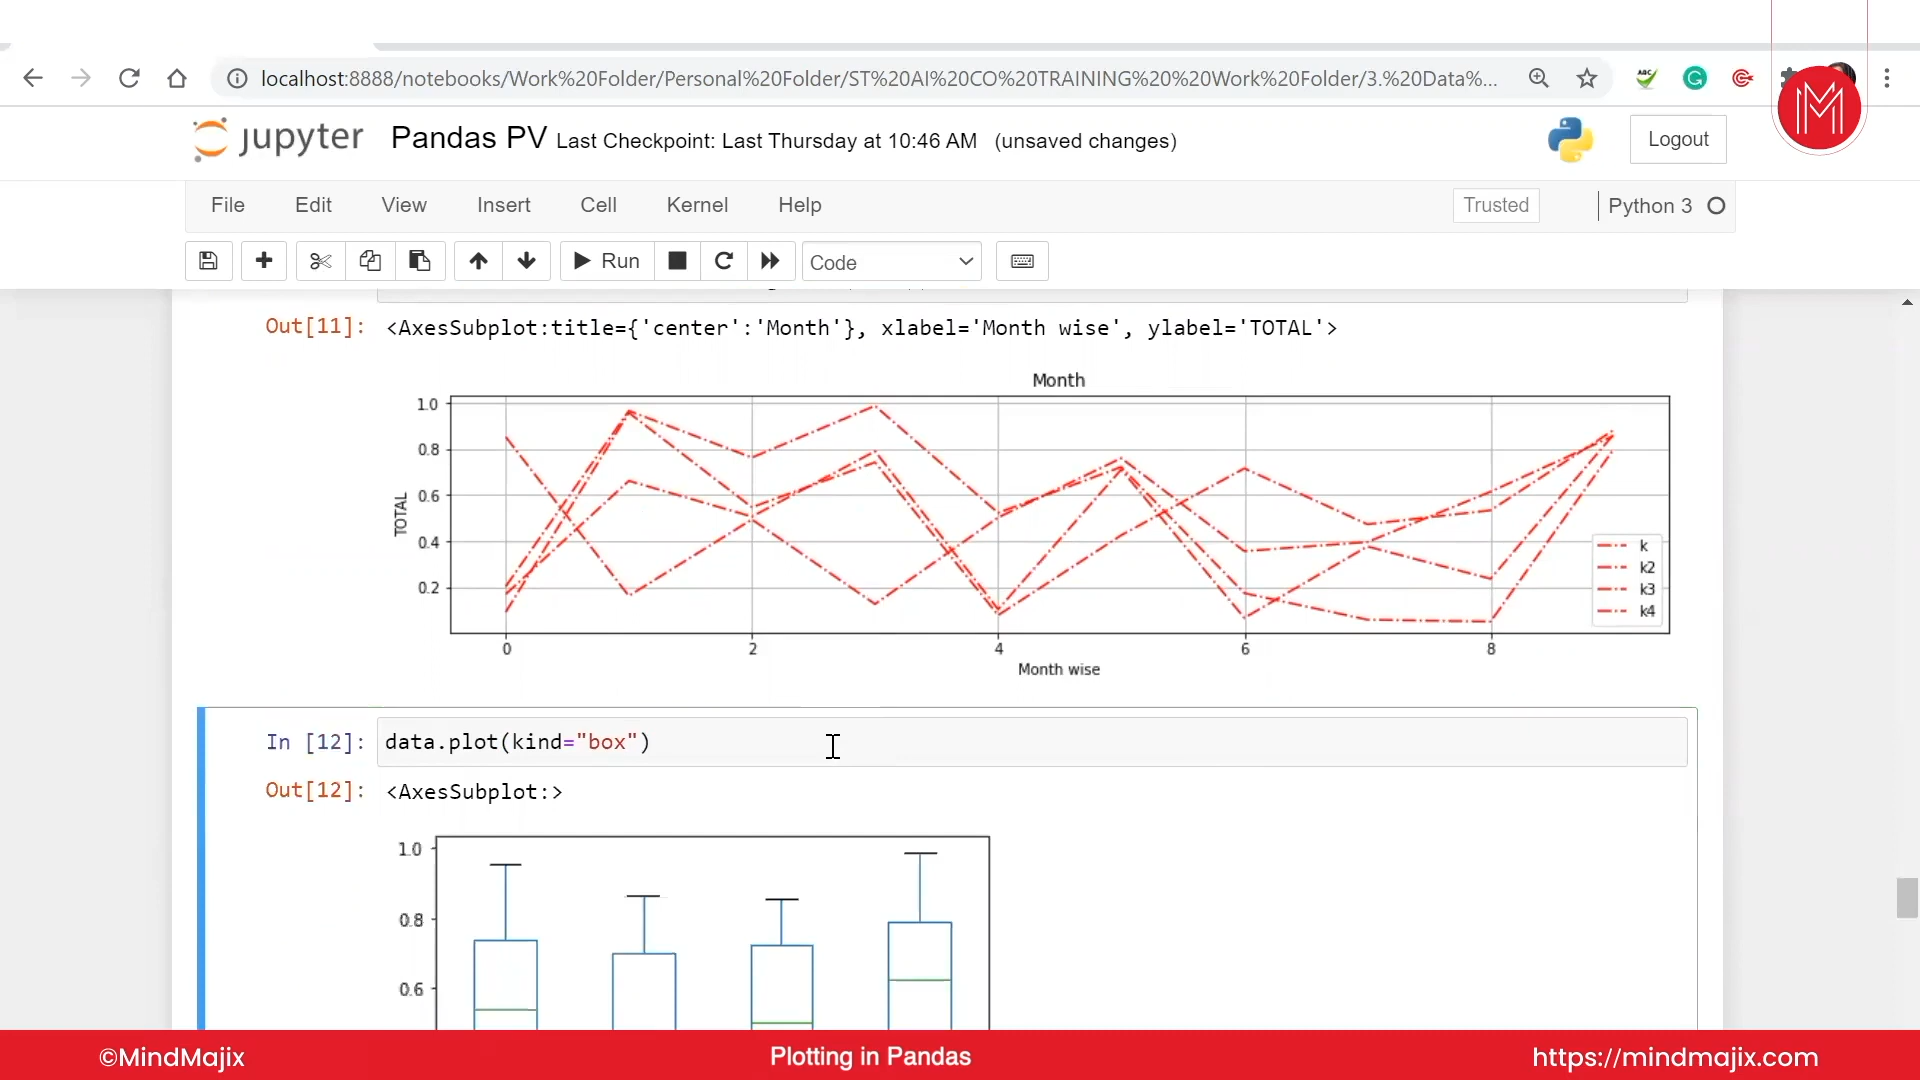 localhost:8888/notebooks/Work%20Folder/Personal%20Folder/ST%20AI%20CO%20TRAINING%20%20Work%20Folder/3.%20Data%...
ABC
G
M
jupyter Pandas PV Last Checkpoint: Last Thursday at 10:46 AM (unsaved changes)
Logout
File Edit View Insert Cell Kernel Help
Trusted
Python 3
Run
Code
Out[11]: <AxesSubplot:title={'center':'Month'}, xlabel='Month wise', ylabel='TOTAL'>
Month
1.0
0.8
0.6
0.4
0.2
TOTAL
k
k2
k3
k4
0 2 4 6 8
Month wise
In [12]: data.plot(kind="box")
Out[12]: <AxesSubplot:>
1.0
0.8
0.6
©MindMajix
Plotting in Pandas
https://mindmajix.com